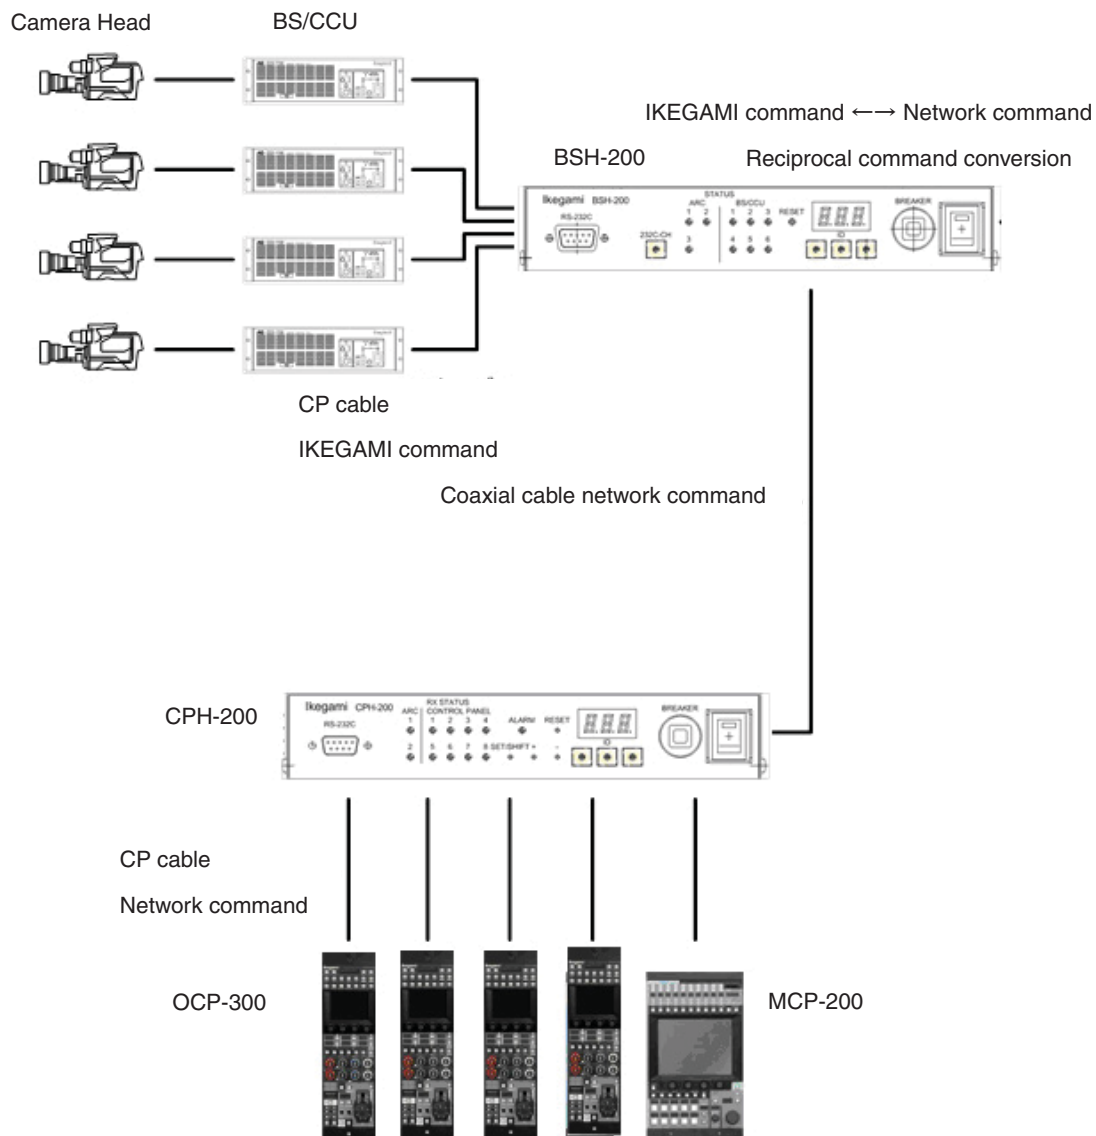 Camera Head BS/CCU
IKEGAMI command ←→ Network command
BSH-200 Reciprocal command conversion
Ikegami BSH-200
RS-232C
232C-CH
STATUS
ARC
1 2
3
BS/CCU
1 2 3
4 5 6
RESET
ID
BREAKER
CP cable
IKEGAMI command
Coaxial cable network command
CPH-200
Ikegami CPH-200
RS-232C
ARC
1
2
RX STATUS
CONTROL PANEL
1 2 3 4
5 6 7 8
ALARM RESET
SET/SHIFT + -
ID
BREAKER
CP cable
Network command
OCP-300
MCP-200